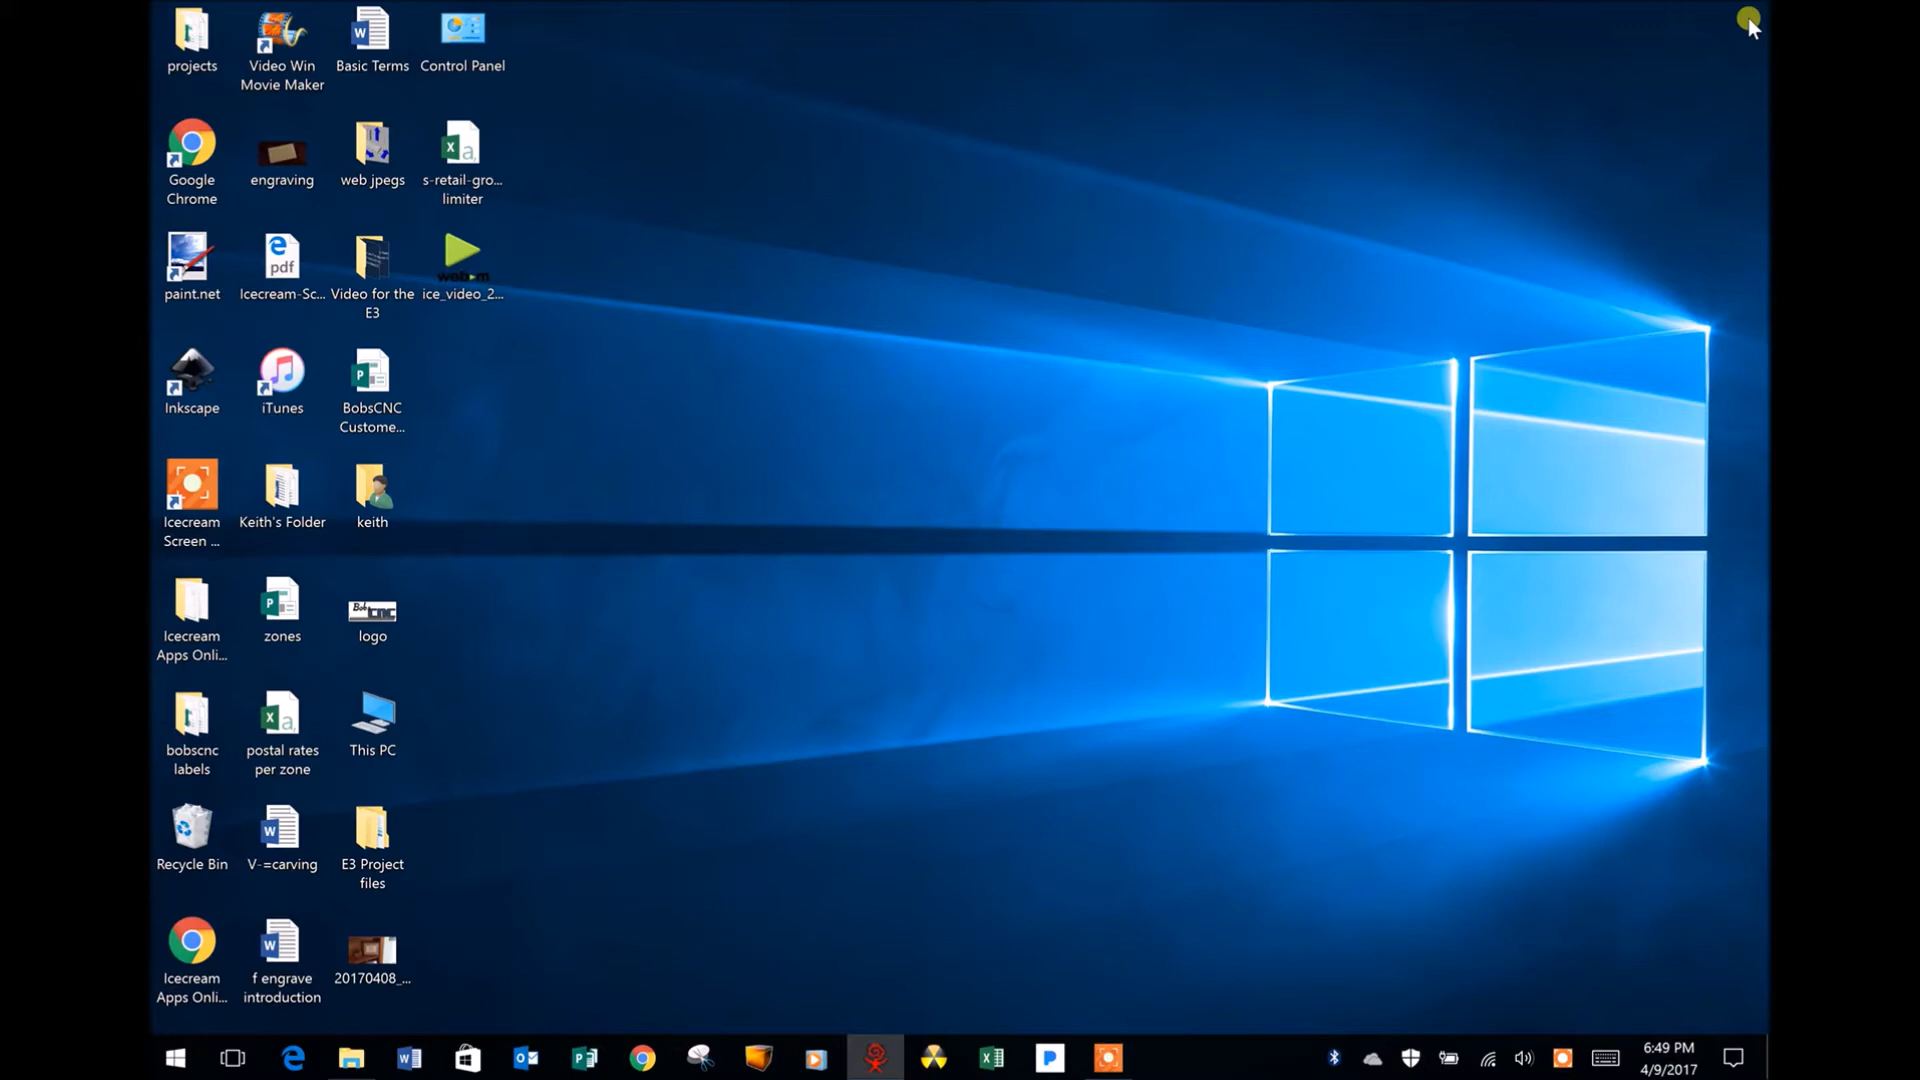 projects
Video Win
Movie Maker
Basic Terms
Control Panel
Google
Chrome
engraving
web jpegs
s-retail-gro...
limiter
paint.net
pdf
Icecream-Sc...
Video for the
E3
webm
ice_video_2...
Inkscape
iTunes
BobsCNC
Custome...
Icecream
Screen ...
Keith's Folder
keith
Icecream
Apps Onli...
zones
BobsCNC
logo
bobscnc
labels
postal rates
per zone
This PC
Recycle Bin
V-=carving
E3 Project
files
Icecream
Apps Onli...
f engrave
introduction
20170408_...
6:49 PM
4/9/2017